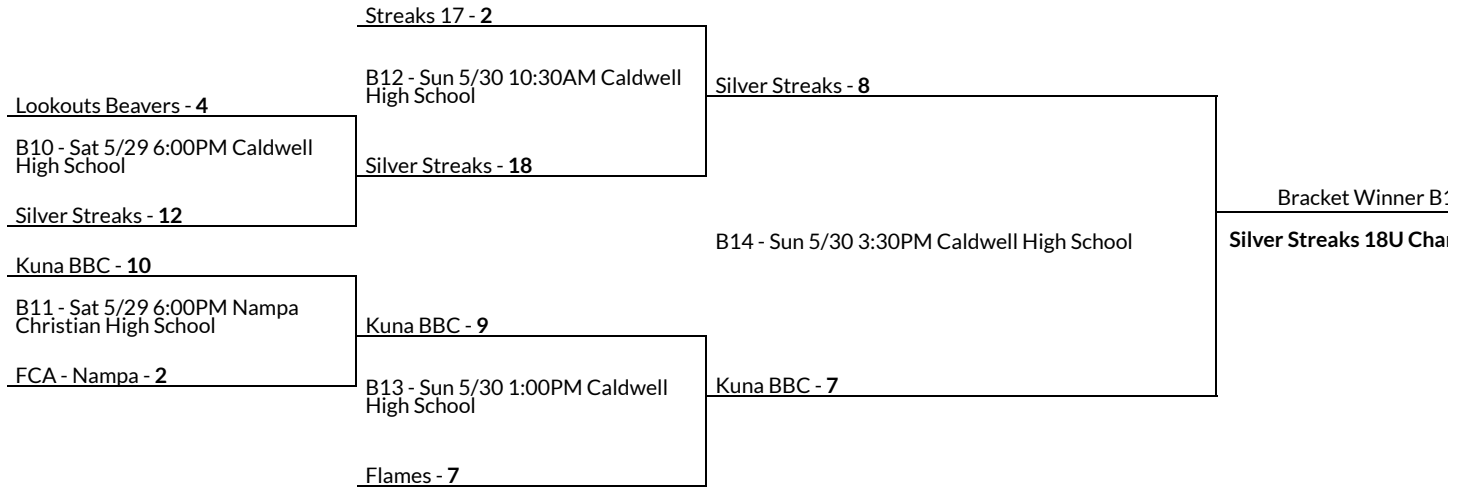 Streaks 17 - 2
B12 - Sun 5/30 10:30AM Caldwell
High School
Silver Streaks - 8
Lookouts Beavers - 4
B10 - Sat 5/29 6:00PM Caldwell
High School
Silver Streaks - 18
Silver Streaks - 12
Bracket Winner
B14 - Sun 5/30 3:30PM Caldwell High School
Silver Streaks 18U
Kuna BBC - 10
B11 - Sat 5/29 6:00PM Nampa
Christian High School
Kuna BBC - 9
FCA - Nampa - 2
B13 - Sun 5/30 1:00PM Caldwell
High School
Kuna BBC - 7
Flames - 7